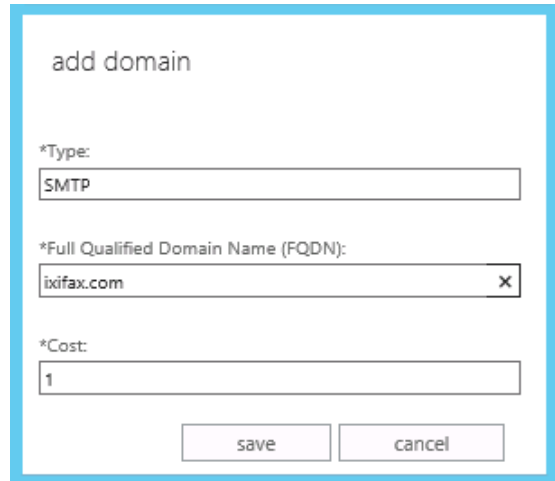 add domain
*Type:
SMTP
*Full Qualified Domain Name (FQDN):
ixifax.com
*Cost:
1
save cancel